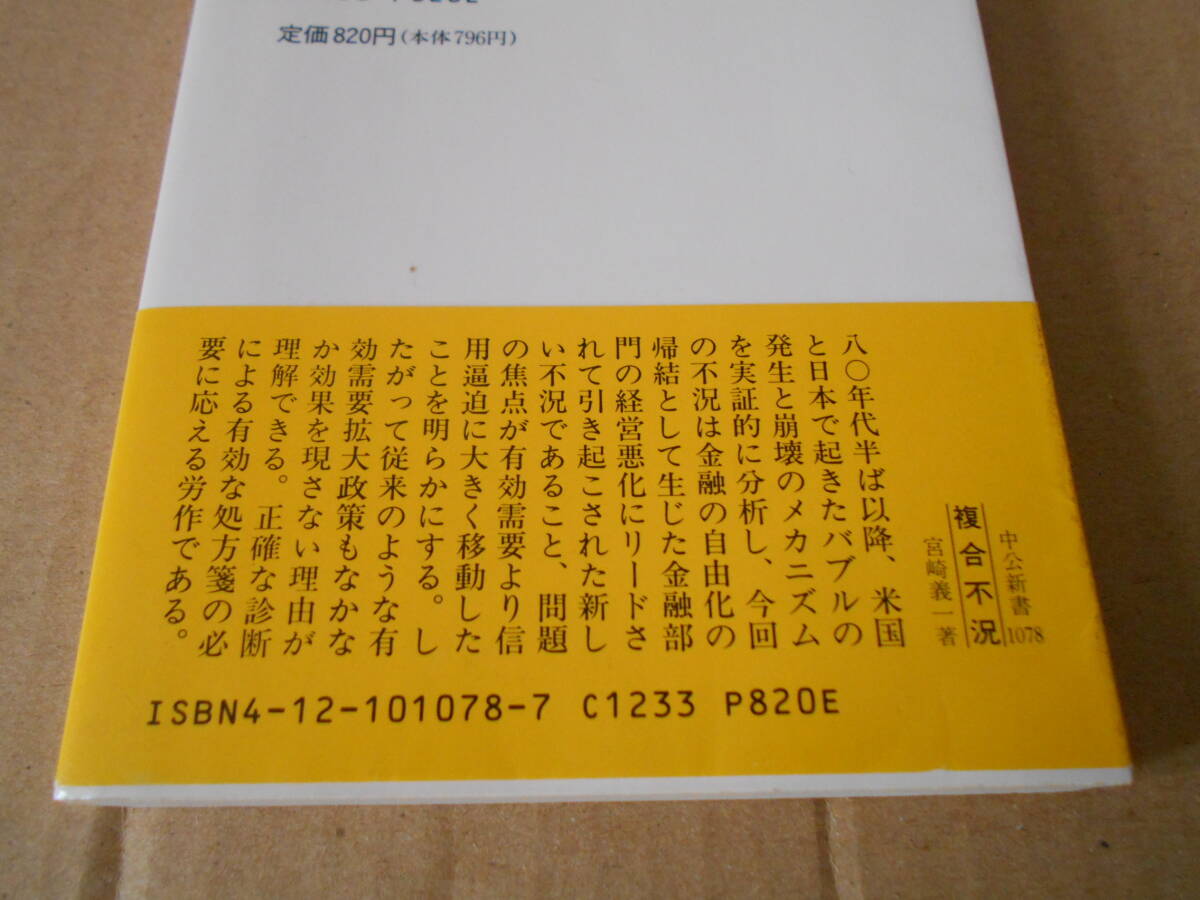 定価820円(本体796円)
中公新書 1078
複合不況
宮崎義一 著
八〇年代半ば以降、米国
と日本で起きたバブルの
発生と崩壊のメカニズム
を実証的に分析し、今回
の不況は金融の自由化の
帰結として生じた金融部
門の経営悪化にリードさ
れて引き起こされた新し
い不況であること、問題
の焦点が有効需要より信
用逼迫に大きく移動した
ことを明らかにする。し
たがって従来のような有
効需要拡大政策もなかな
か効果を現さない理由が
理解できる。正確な診断
による有効な処方箋の必
要に応える労作である。
ISBN4-12-101078-7 C1233 P820E